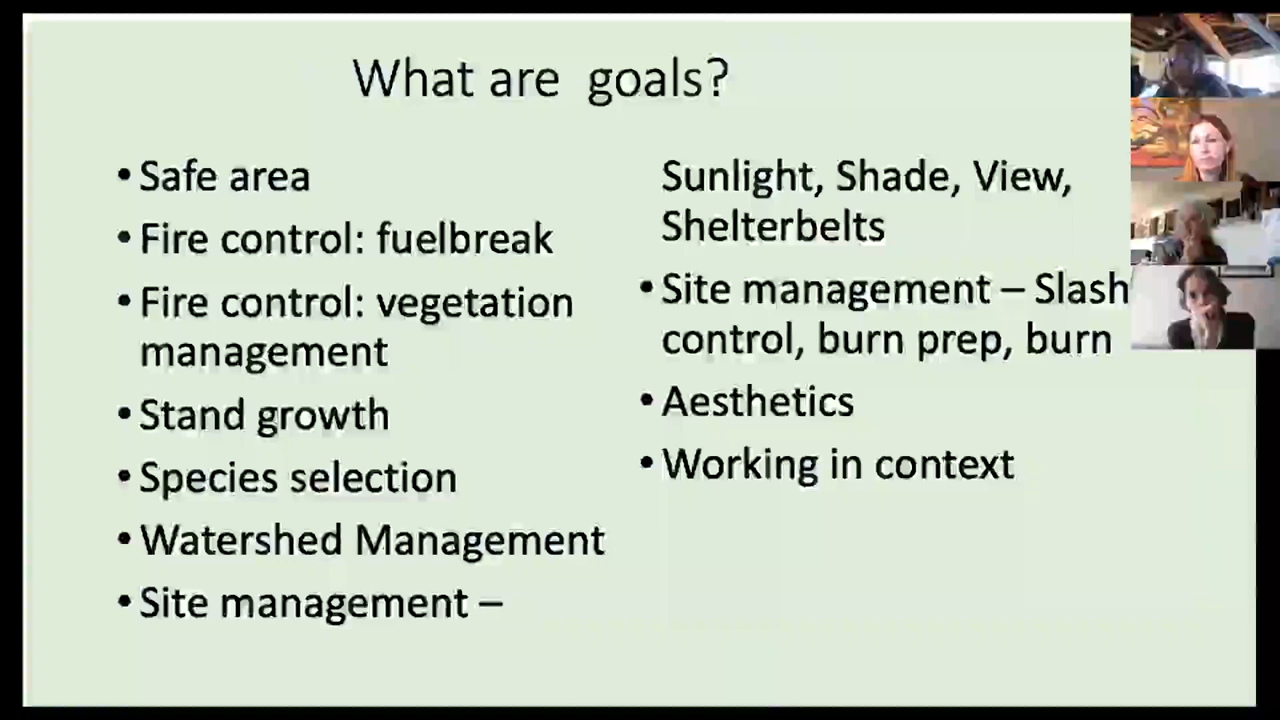 What are  goals?
• Safe area
• Fire control: fuelbreak
• Fire control: vegetation
management
• Stand growth
• Species selection
• Watershed Management
• Site management –
Sunlight, Shade, View,
Shelterbelts
• Site management – Slash
control, burn prep, burn
• Aesthetics
• Working in context